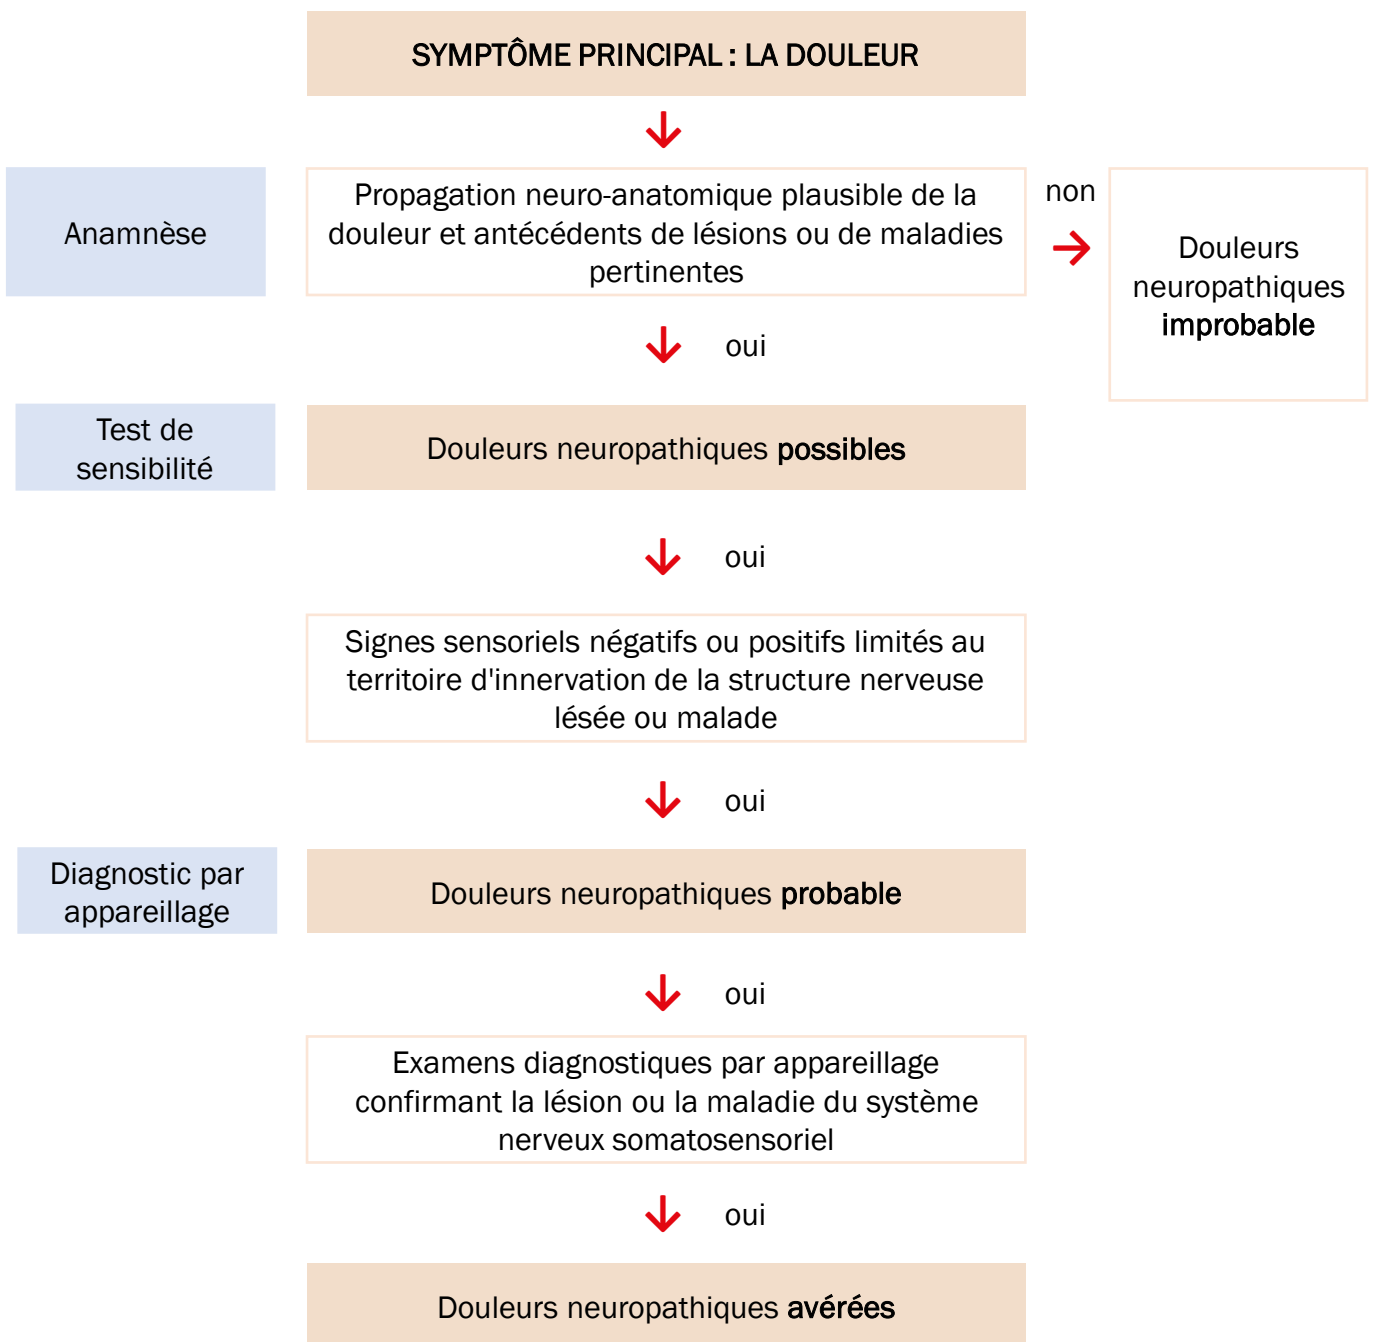 SYMPTÔME PRINCIPAL : LA DOULEUR
Anamnèse
Propagation neuro-anatomique plausible de la
douleur et antécédents de lésions ou de maladies
pertinentes
non
Douleurs
neuropathiques
improbable
oui
Test de
sensibilité
Douleurs neuropathiques possibles
oui
Signes sensoriels négatifs ou positifs limités au
territoire d'innervation de la structure nerveuse
lésée ou malade
oui
Diagnostic par
appareillage
Douleurs neuropathiques probable
oui
Examens diagnostiques par appareillage
confirmant la lésion ou la maladie du système
nerveux somatosensoriel
oui
Douleurs neuropathiques avérées